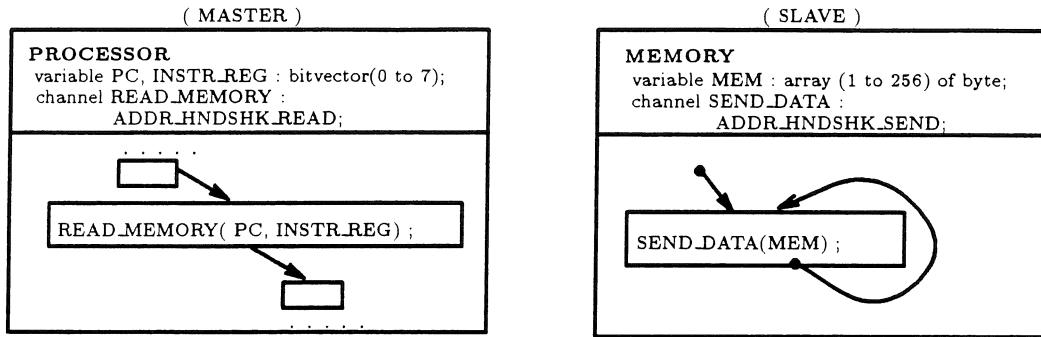 ( MASTER )
PROCESSOR
variable PC, INSTR_REG : bitvector(0 to 7);
channel READ_MEMORY :
ADDR_HNDSHK_READ;
. . . . .
READ_MEMORY( PC, INSTR_REG) ;
. . . . .
( SLAVE )
MEMORY
variable MEM : array (1 to 256) of byte;
channel SEND_DATA :
ADDR_HNDSHK_SEND;
SEND_DATA(MEM) ;